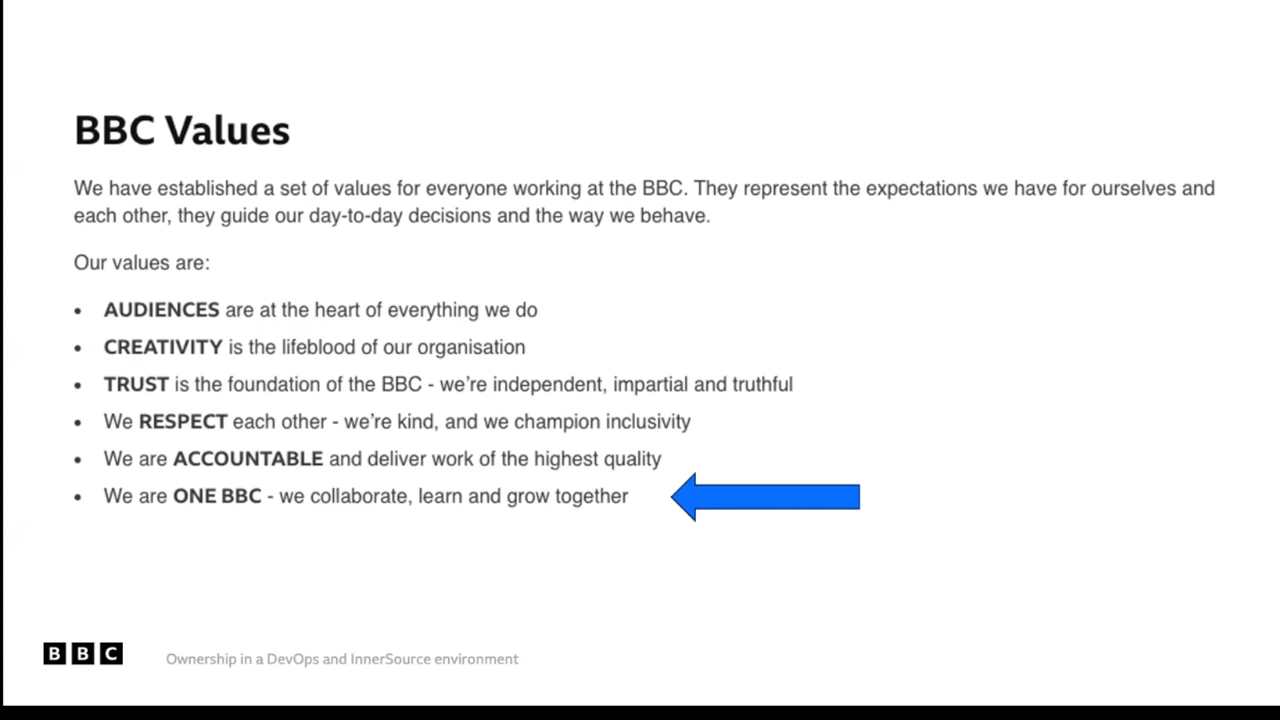 BBC Values
We have established a set of values for everyone working at the BBC. They represent the expectations we have for ourselves and
each other, they guide our day-to-day decisions and the way we behave.
Our values are:
• AUDIENCES are at the heart of everything we do
• CREATIVITY is the lifeblood of our organisation
• TRUST is the foundation of the BBC - we’re independent, impartial and truthful
• We RESPECT each other - we’re kind, and we champion inclusivity
• We are ACCOUNTABLE and deliver work of the highest quality
• We are ONE BBC - we collaborate, learn and grow together
BBC Ownership in a DevOps and InnerSource environment